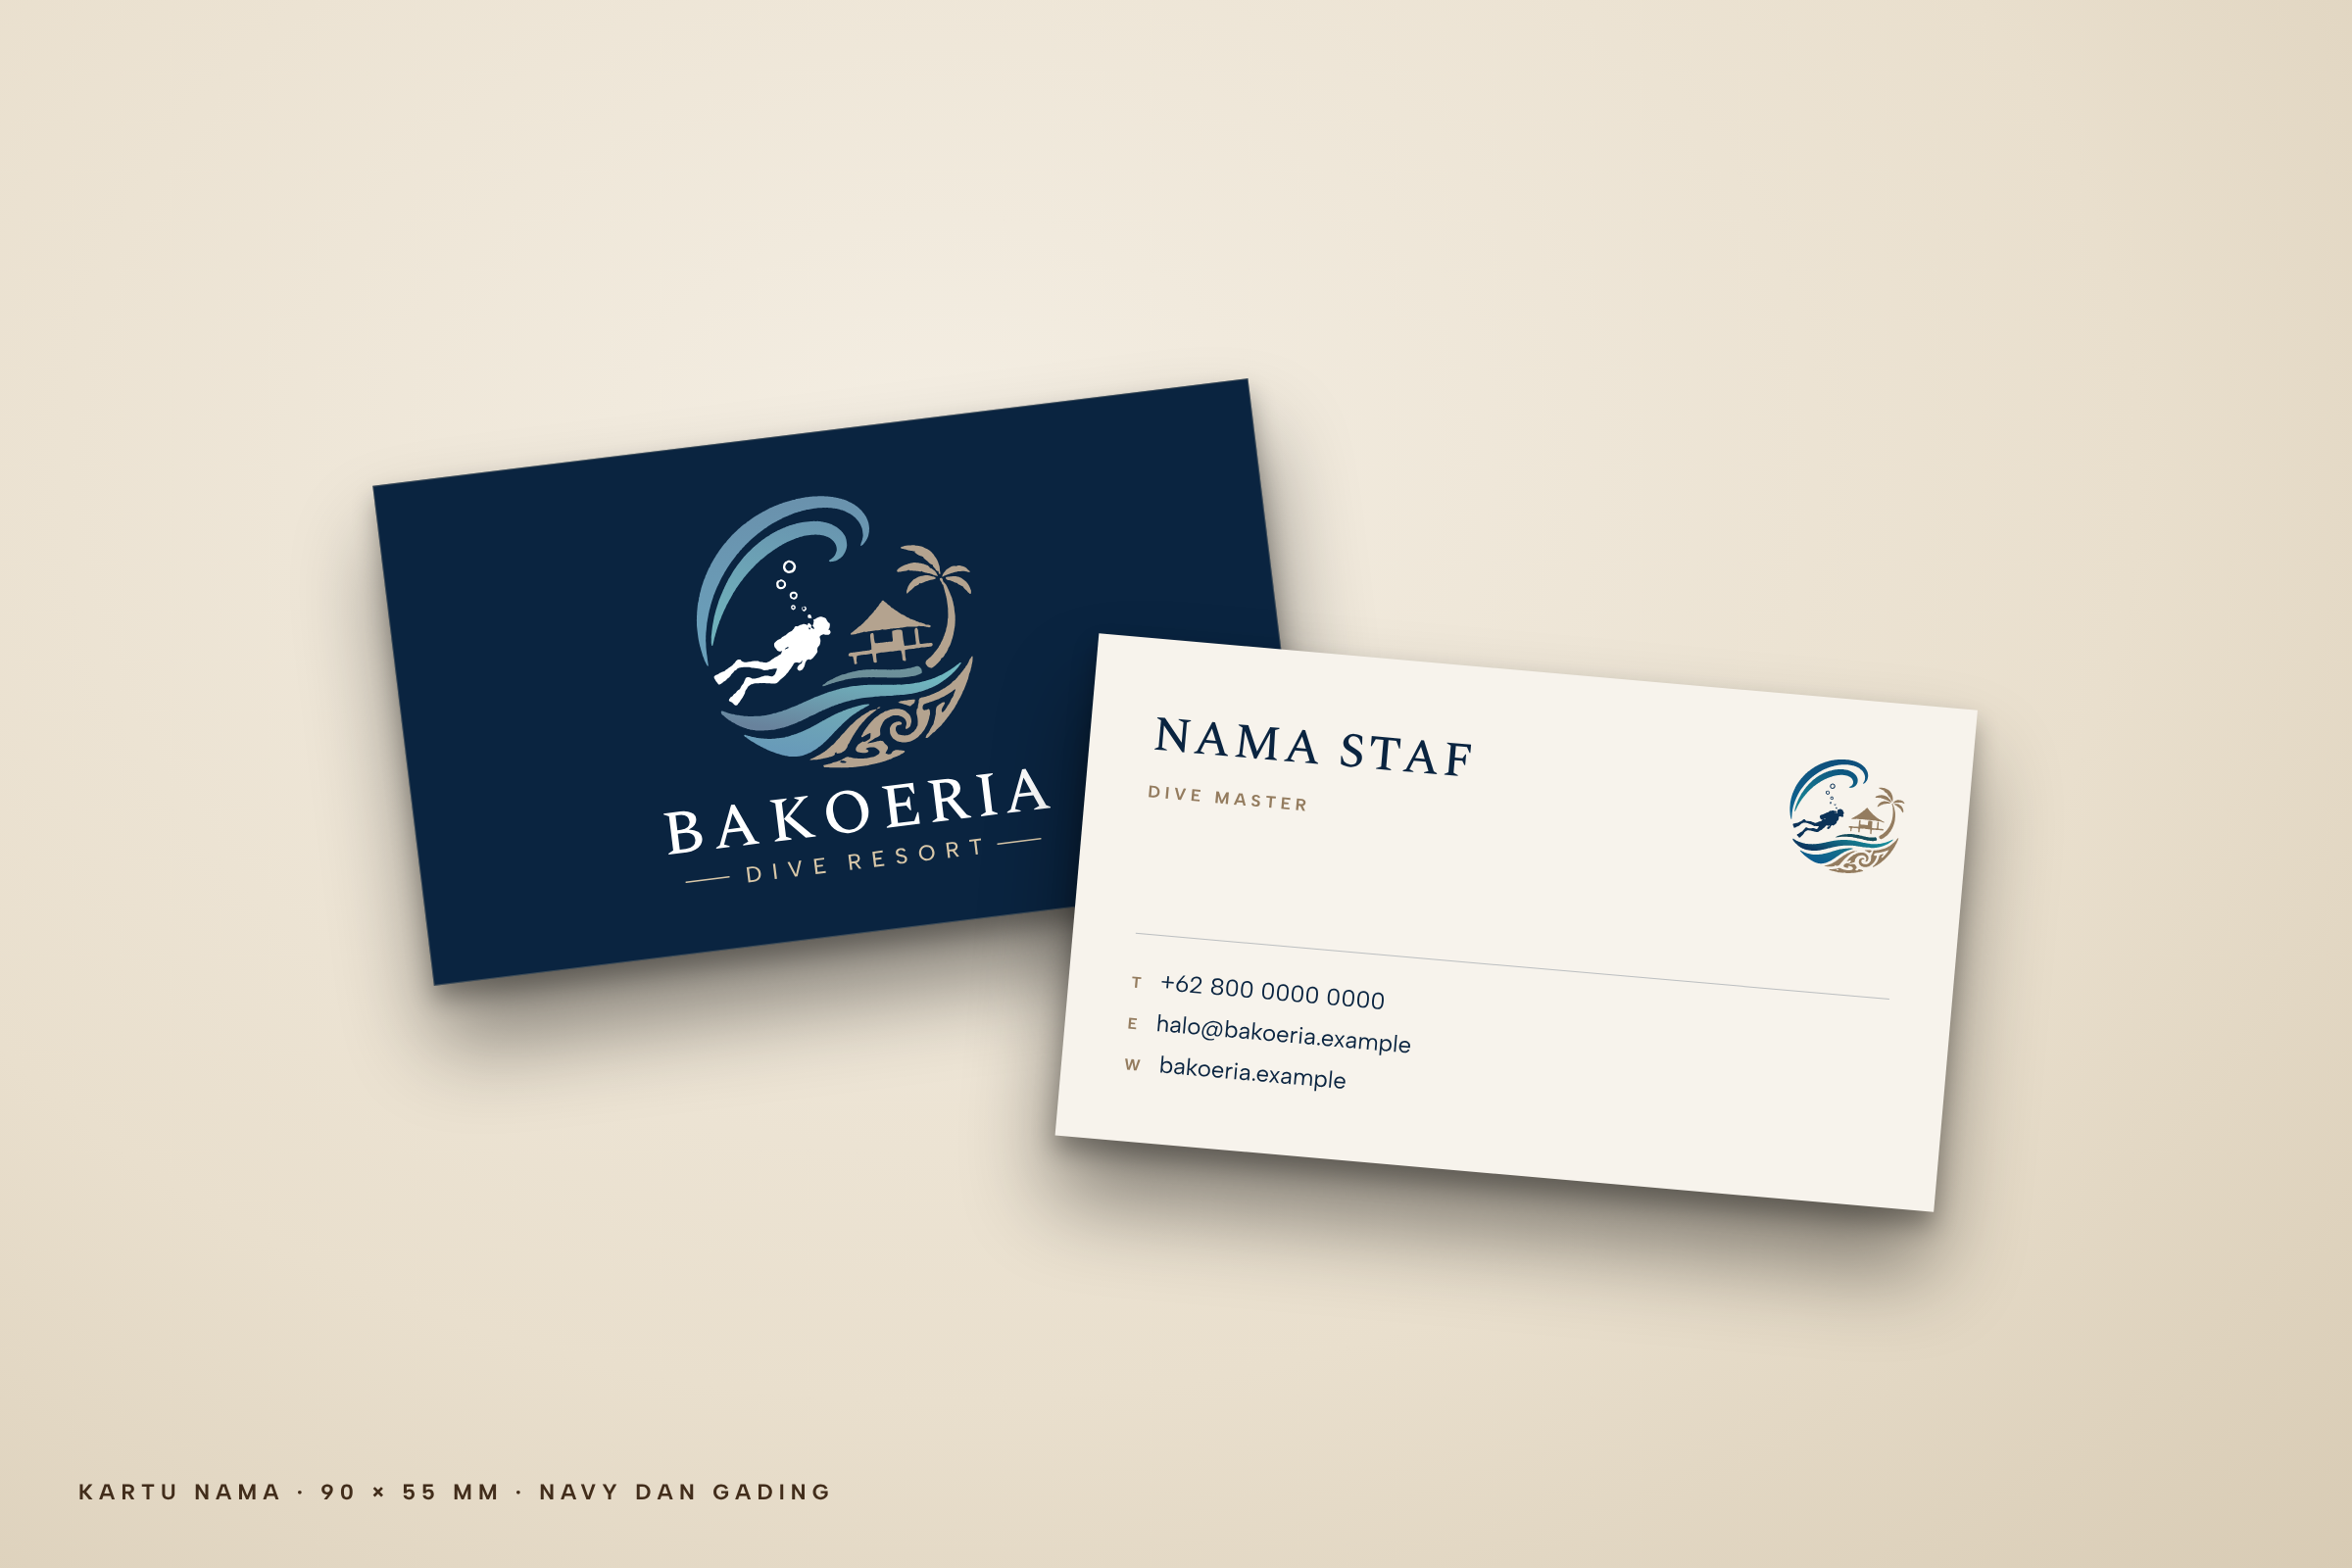 BAKOERIA
DIVE RESORT
NAMA STAF
DIVE MASTER
T +62 800 0000 0000
E halo@bakoeria.example
W bakoeria.example
KARTU NAMA · 90 × 55 MM · NAVY DAN GADING